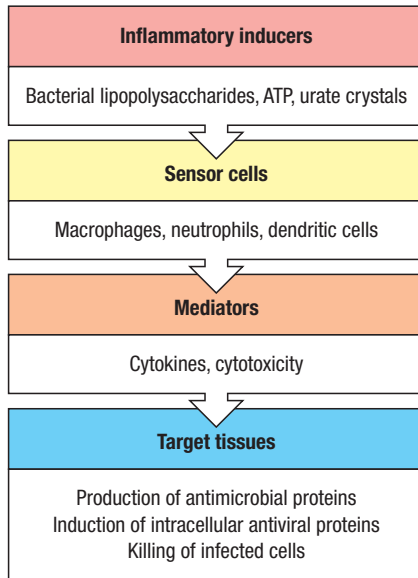 Inflammatory inducers
Bacterial lipopolysaccharides, ATP, urate crystals
Sensor cells
Macrophages, neutrophils, dendritic cells
Mediators
Cytokines, cytotoxicity
Target tissues
Production of antimicrobial proteins
Induction of intracellular antiviral proteins
Killing of infected cells